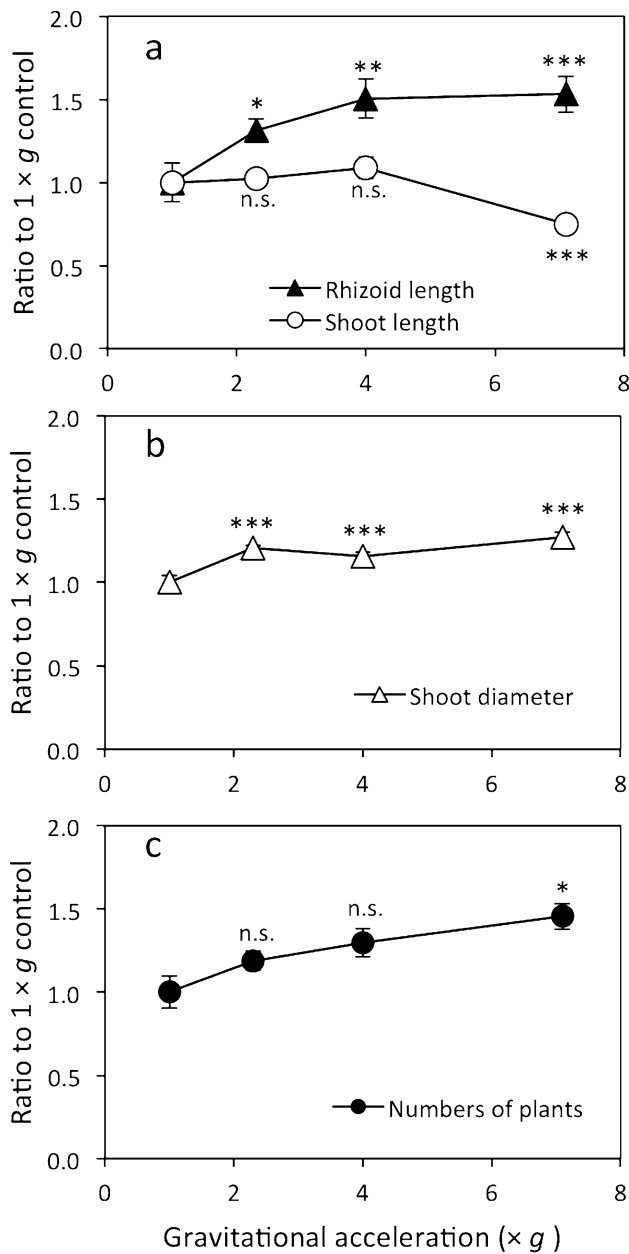 a
2.0
1.5
1.0
0.5
0.0
Ratio to 1 × g control
*
**
***
n.s.
n.s.
***
Rhizoid length
Shoot length
0 2 4 6 8
b
2.0
1.5
1.0
0.5
0.0
Ratio to 1 × g control
***
***
***
Shoot diameter
0 2 4 6 8
c
2.0
1.5
1.0
0.5
0.0
Ratio to 1 × g control
n.s.
n.s.
*
Numbers of plants
0 2 4 6 8
Gravitational acceleration (× g )